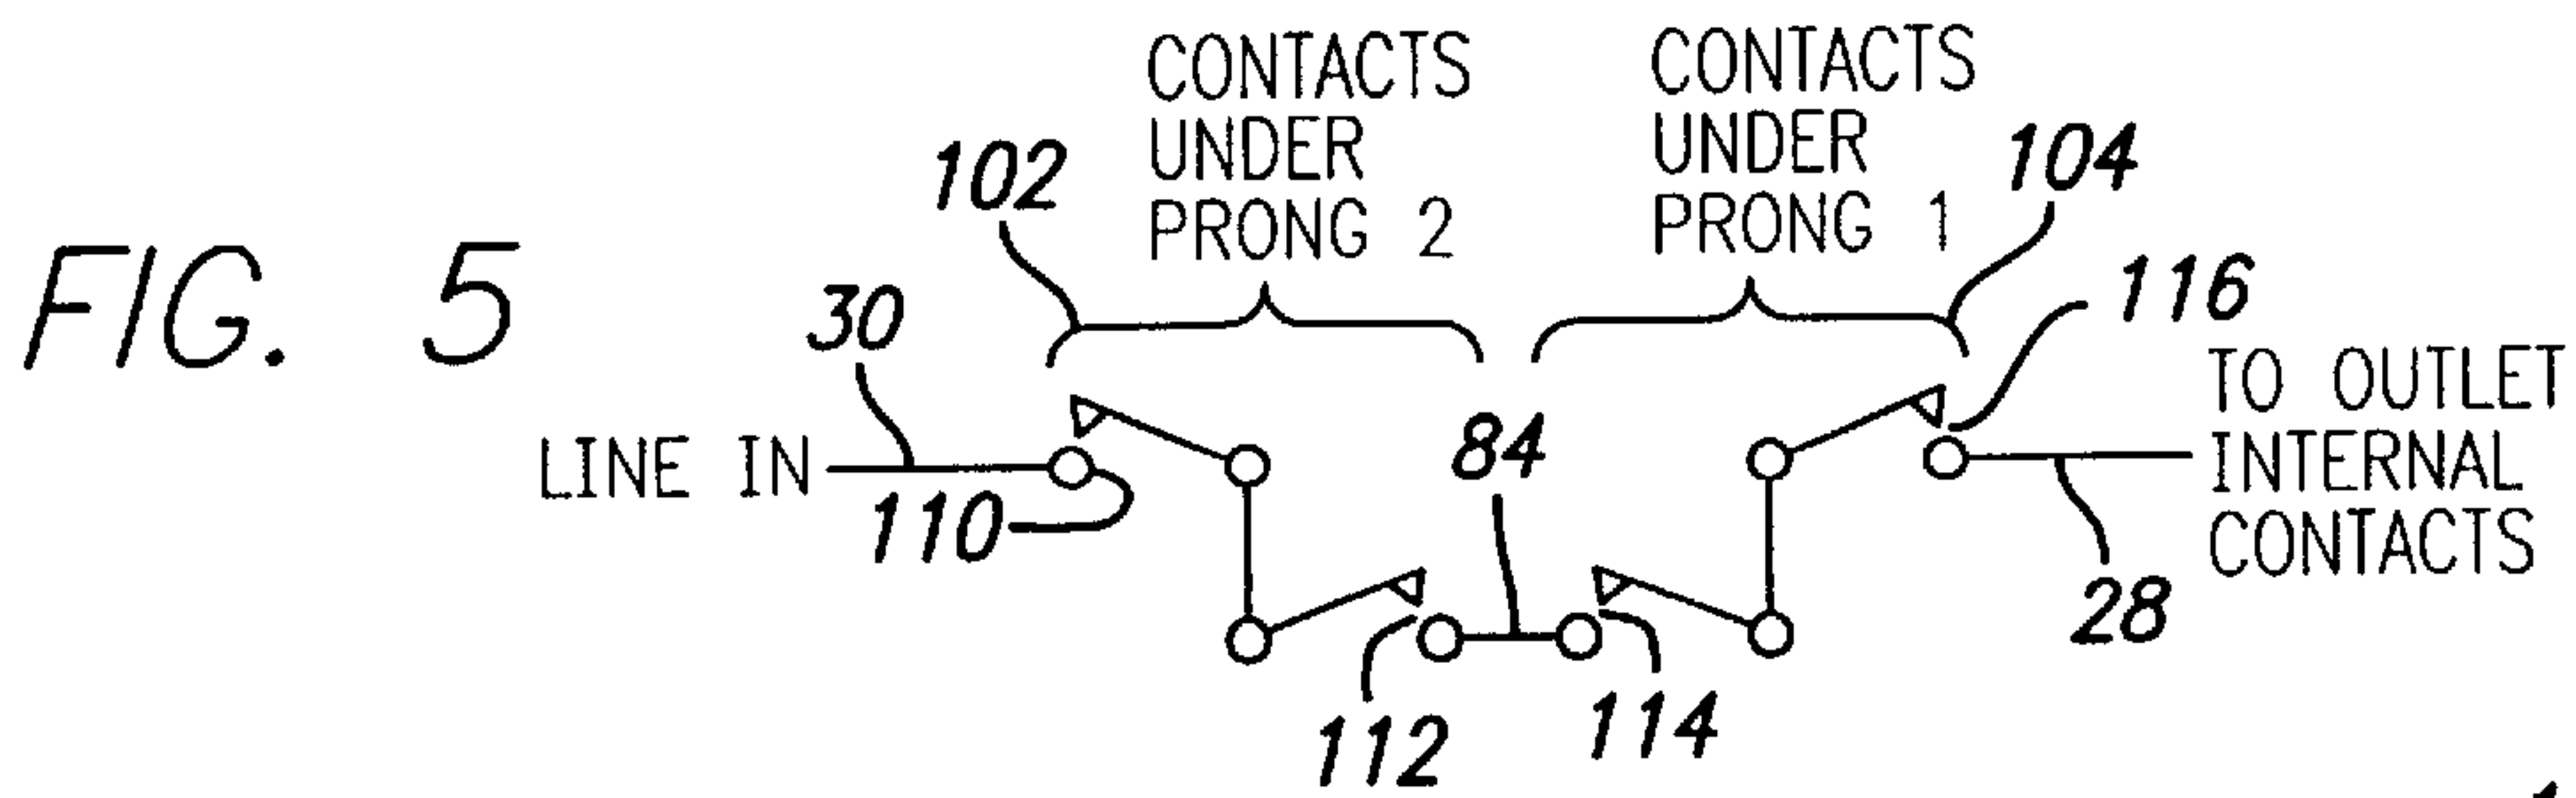 FIG. 5
CONTACTS
UNDER
PRONG 2
CONTACTS
UNDER
PRONG 1
102
104
30
116
LINE IN
110
84
TO OUTLET
INTERNAL
CONTACTS
28
112
114